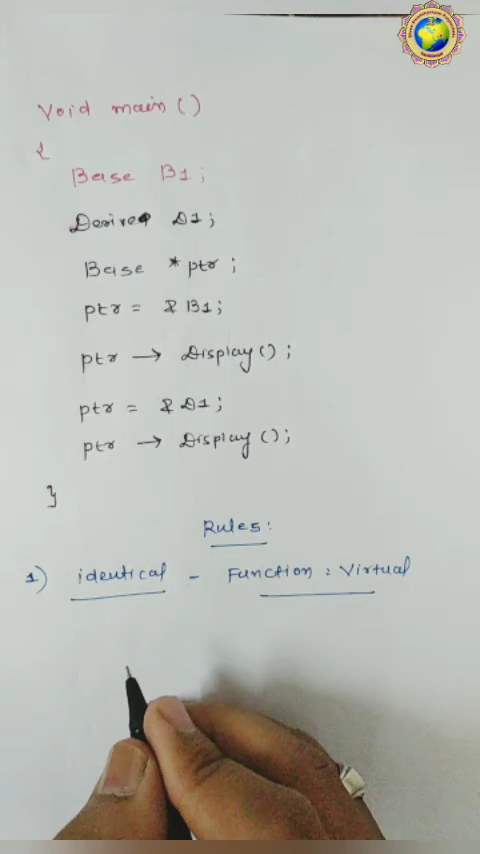 Void main()
{
Base B1;
Derived D1;
Base *ptr;
ptr = & B1;
ptr → Display();
ptr = & D1;
ptr → Display();
}
Rules:
1) identical - Function: Virtual